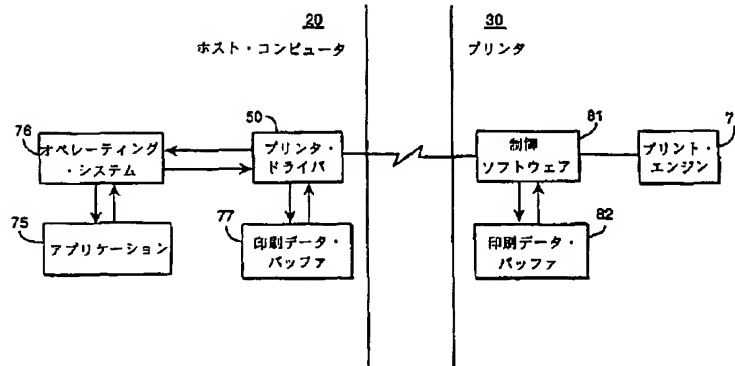 20
ホスト・コンピュータ
30
プリンタ
76
オペレーティング
・システム
50
プリンタ・
ドライバ
81
制御
ソフトウェア
7
プリント・
エンジン
75
アプリケーション
77
印刷データ・
バッファ
82
印刷データ・
バッファ